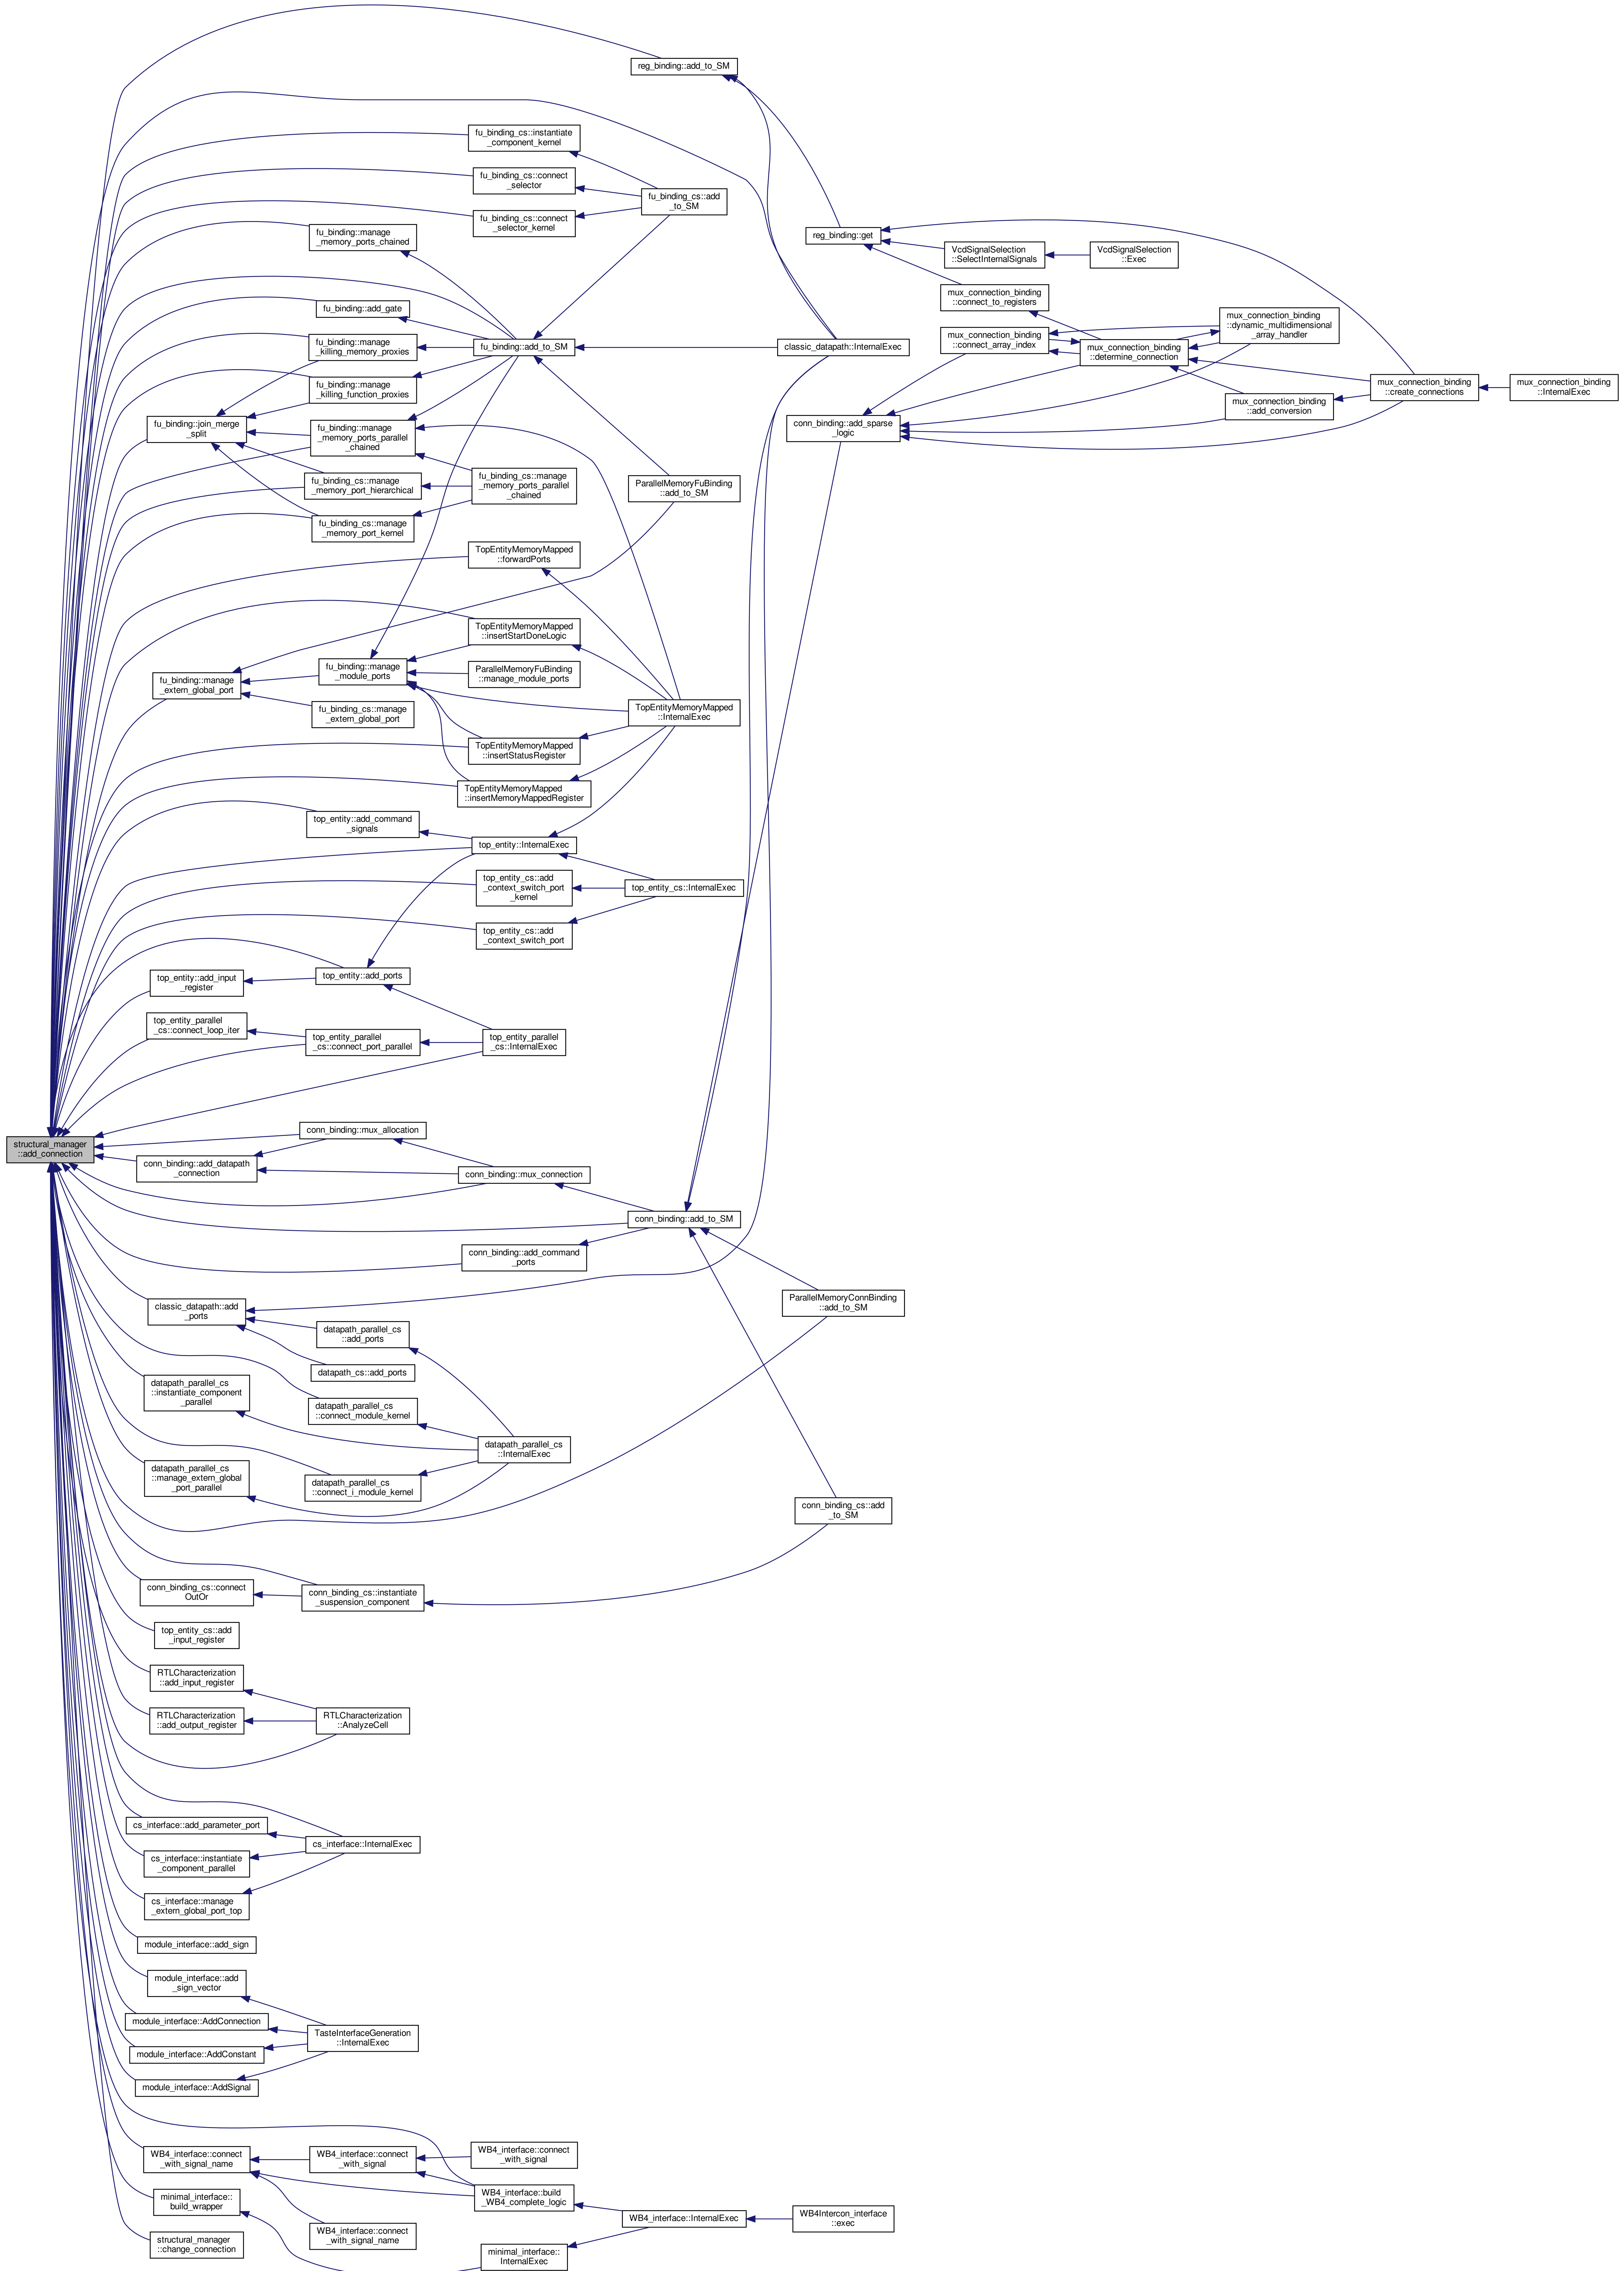 reg_binding::add_to_SM
fu_binding_cs::instantiate
_component_kernel
fu_binding_cs::connect
_selector
fu_binding_cs::add
_to_SM
fu_binding_cs::connect
_selector_kernel
fu_binding::manage
_memory_ports_chained
reg_binding::get
VcdSignalSelection
::SelectInternalSignals
VcdSignalSelection
::Exec
mux_connection_binding
::connect_to_registers
fu_binding::add_gate
mux_connection_binding
::dynamic_multidimensional
_array_handler
fu_binding::manage
_killing_memory_proxies
fu_binding::add_to_SM
classic_datapath::InternalExec
mux_connection_binding
::connect_array_index
mux_connection_binding
::determine_connection
fu_binding::manage
_killing_function_proxies
mux_connection_binding
::create_connections
mux_connection_binding
::InternalExec
mux_connection_binding
::add_conversion
fu_binding::join_merge
_split
conn_binding::add_sparse
_logic
fu_binding::manage
_memory_ports_parallel
_chained
fu_binding_cs::manage
_memory_port_hierarchical
fu_binding_cs::manage
_memory_ports_parallel
_chained
ParallelMemoryFuBinding
::add_to_SM
fu_binding_cs::manage
_memory_port_kernel
TopEntityMemoryMapped
::forwardPorts
TopEntityMemoryMapped
::insertStartDoneLogic
fu_binding::manage
_extern_global_port
fu_binding::manage
_module_ports
ParallelMemoryFuBinding
::manage_module_ports
fu_binding_cs::manage
_extern_global_port
TopEntityMemoryMapped
::InternalExec
TopEntityMemoryMapped
::insertStatusRegister
TopEntityMemoryMapped
::insertMemoryMappedRegister
top_entity::add_command
_signals
top_entity::InternalExec
top_entity_cs::add
_context_switch_port
_kernel
top_entity_cs::InternalExec
top_entity_cs::add
_context_switch_port
top_entity::add_input
_register
top_entity::add_ports
top_entity_parallel
_cs::connect_loop_iter
top_entity_parallel
_cs::connect_port_parallel
top_entity_parallel
_cs::InternalExec
structural_manager
::add_connection
conn_binding::mux_allocation
conn_binding::add_datapath
_connection
conn_binding::mux_connection
conn_binding::add_to_SM
conn_binding::add_command
_ports
ParallelMemoryConnBinding
::add_to_SM
classic_datapath::add
_ports
datapath_parallel_cs
::add_ports
datapath_cs::add_ports
datapath_parallel_cs
::instantiate_component
_parallel
datapath_parallel_cs
::connect_module_kernel
datapath_parallel_cs
::InternalExec
datapath_parallel_cs
::manage_extern_global
_port_parallel
datapath_parallel_cs
::connect_i_module_kernel
conn_binding_cs::add
_to_SM
conn_binding_cs::connect
OutOr
conn_binding_cs::instantiate
_suspension_component
top_entity_cs::add
_input_register
RTLCharacterization
::add_input_register
RTLCharacterization
::add_output_register
RTLCharacterization
::AnalyzeCell
cs_interface::add_parameter_port
cs_interface::InternalExec
cs_interface::instantiate
_component_parallel
cs_interface::manage
_extern_global_port_top
module_interface::add_sign
module_interface::add
_sign_vector
module_interface::AddConnection
TasteInterfaceGeneration
::InternalExec
module_interface::AddConstant
module_interface::AddSignal
WB4_interface::connect
_with_signal_name
WB4_interface::connect
_with_signal
WB4_interface::connect
_with_signal
WB4_interface::build
_WB4_complete_logic
minimal_interface::
build_wrapper
WB4_interface::InternalExec
WB4Intercon_interface
::exec
WB4_interface::connect
_with_signal_name
structural_manager
::change_connection
minimal_interface::
InternalExec